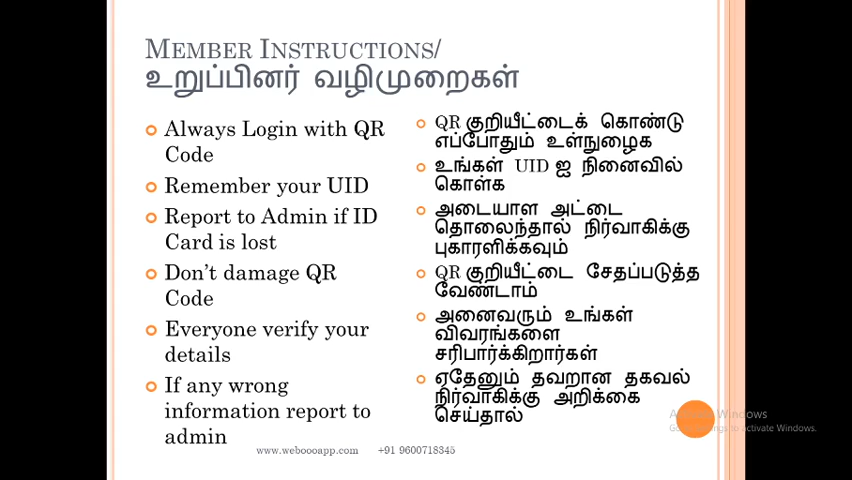 MEMBER INSTRUCTIONS/
உறுப்பினர் வழிமுறைகள்
Always Login with QR
Code
Remember your UID
Report to Admin if ID
Card is lost
Don't damage QR
Code
Everyone verify your
details
If any wrong
information report to
admin
QR குறியீட்டைக் கொண்டு
எப்போதும் உள்நுழைக
உங்கள் UID ஐ நினைவில்
கொள்க
அடையாள அட்டை
தொலைந்தால் நிர்வாகிக்கு
புகாரளிக்கவும்
QR குறியீட்டை சேதப்படுத்த
வேண்டாம்
அனைவரும் உங்கள்
விவரங்களை
சரிபார்க்கிறார்கள்
ஏதேனும் தவறான தகவல்
நிர்வாகிக்கு அறிக்கை
செய்தால்
www.weboooapp.com +91 9600718345
Activate Windows
to activate Windows.